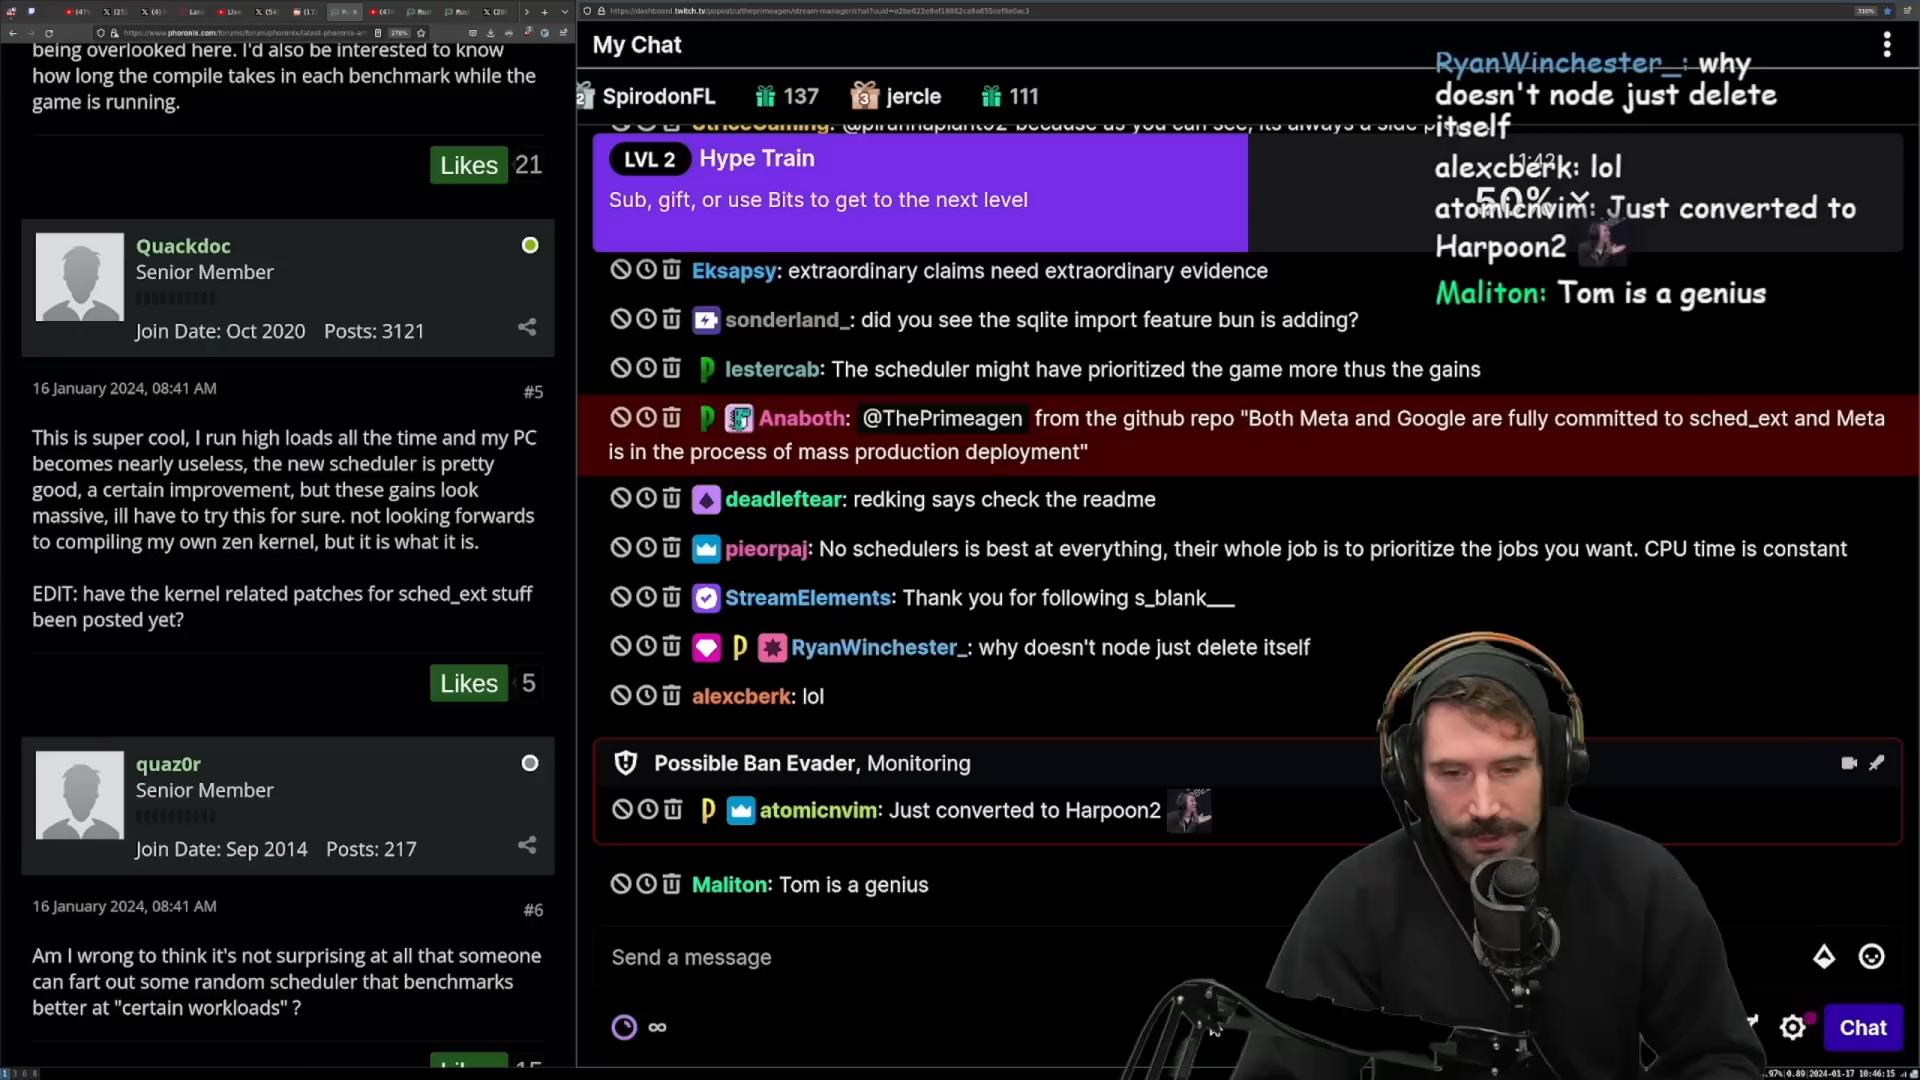 being overlooked here. I'd also be interested to know
how long the compile takes in each benchmark while the
game is running.
Likes 21
Quackdoc
Senior Member
Join Date: Oct 2020 Posts: 3121
16 January 2024, 08:41 AM
#5
This is super cool, I run high loads all the time and my PC
becomes nearly useless, the new scheduler is pretty
good, a certain improvement, but these gains look
massive, ill have to try this for sure. not looking forwards
to compiling my own zen kernel, but it is what it is.
EDIT: have the kernel related patches for sched_ext stuff
been posted yet?
Likes 5
quaz0r
Senior Member
Join Date: Sep 2014 Posts: 217
16 January 2024, 08:41 AM
#6
Am I wrong to think it's not surprising at all that someone
can fart out some random scheduler that benchmarks
better at "certain workloads" ?
My Chat
2 SpirodonFL 137 3 jercle 111
LVL 2 Hype Train
Sub, gift, or use Bits to get to the next level
1:42
50%
Eksapsy: extraordinary claims need extraordinary evidence
sonderland_: did you see the sqlite import feature bun is adding?
lestercab: The scheduler might have prioritized the game more thus the gains
Anaboth: @ThePrimeagen from the github repo "Both Meta and Google are fully committed to sched_ext and Meta
is in the process of mass production deployment"
deadleftear: redking says check the readme
pieorpaj: No schedulers is best at everything, their whole job is to prioritize the jobs you want. CPU time is constant
StreamElements: Thank you for following s_blank___
RyanWinchester_: why doesn't node just delete itself
alexcberk: lol
Possible Ban Evader, Monitoring
atomicnvim: Just converted to Harpoon2
Maliton: Tom is a genius
Send a message
Chat
RyanWinchester_: why
doesn't node just delete
itself
alexcberk: lol
atomicnvim: Just converted to
Harpoon2
Maliton: Tom is a genius
2024-01-17 10:46:15